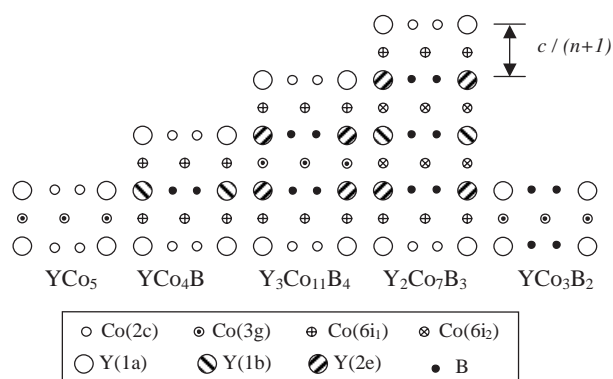 c / (n+1)
YCo₅ YCo₄B Y₃Co₁₁B₄ Y₂Co₇B₃ YCo₃B₂
Co(2c) Co(3g) Co(6i₁) Co(6i₂)
Y(1a) Y(1b) Y(2e) B